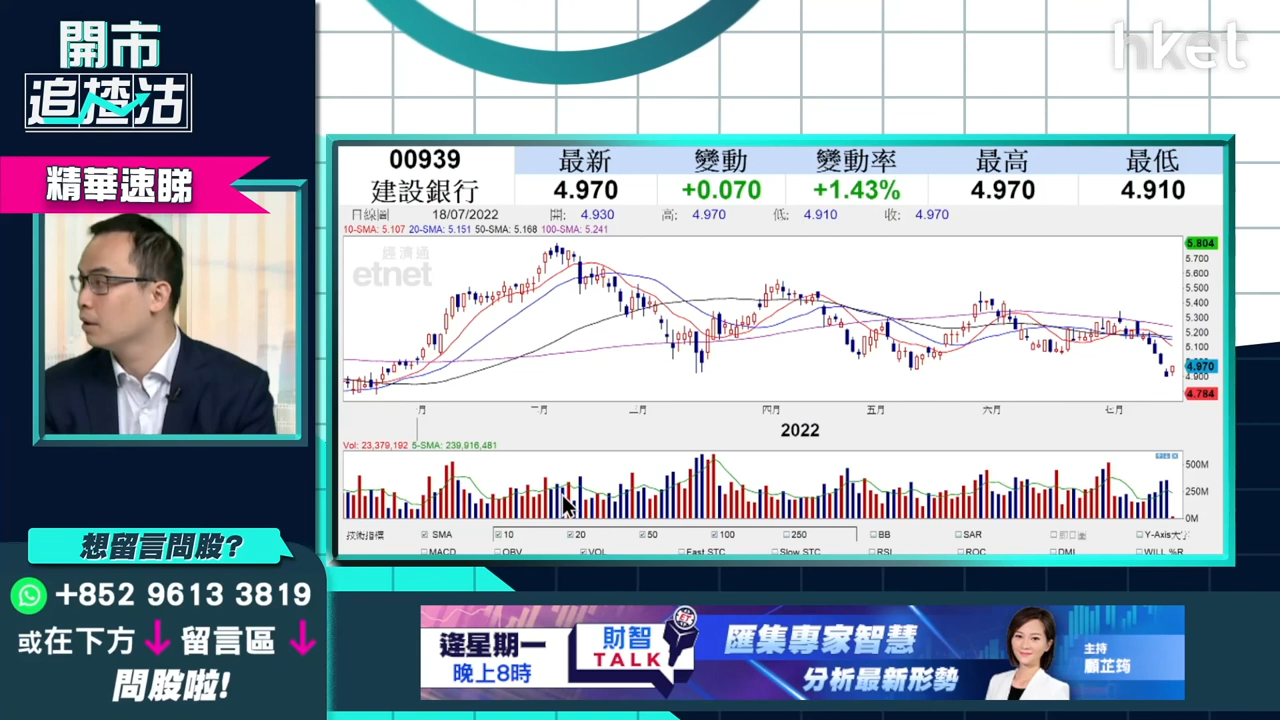 開市
追揸沽
精華速睇
hket
00939
建設銀行
最新 變動 變動率 最高 最低
4.970 +0.070 +1.43% 4.970 4.910
日線圖 18/07/2022 開: 4.930 高: 4.970 低: 4.910 收: 4.970
10-SMA: 5.107 20-SMA: 5.151 50-SMA: 5.168 100-SMA: 5.241
經濟通
etnet
5.804
5.700
5.600
5.500
5.400
5.300
5.200
5.100
4.970
4.900
4.784
二月 三月 四月 五月 六月 七月
2022
Vol: 23,379,192 5-SMA: 239,916,481
500M
250M
0M
技術指標 SMA 10 20 50 100 250 BB SAR Y-Axis
MACD OBV VOL Fast STC Slow STC RSI ROC DMI WILL %R
想留言問股?
+852 9613 3819
或在下方↓留言區↓
問股啦!
逢星期一
晚上8時
財智
TALK
匯集專家智慧
分析最新形勢
主持
顧芷筠